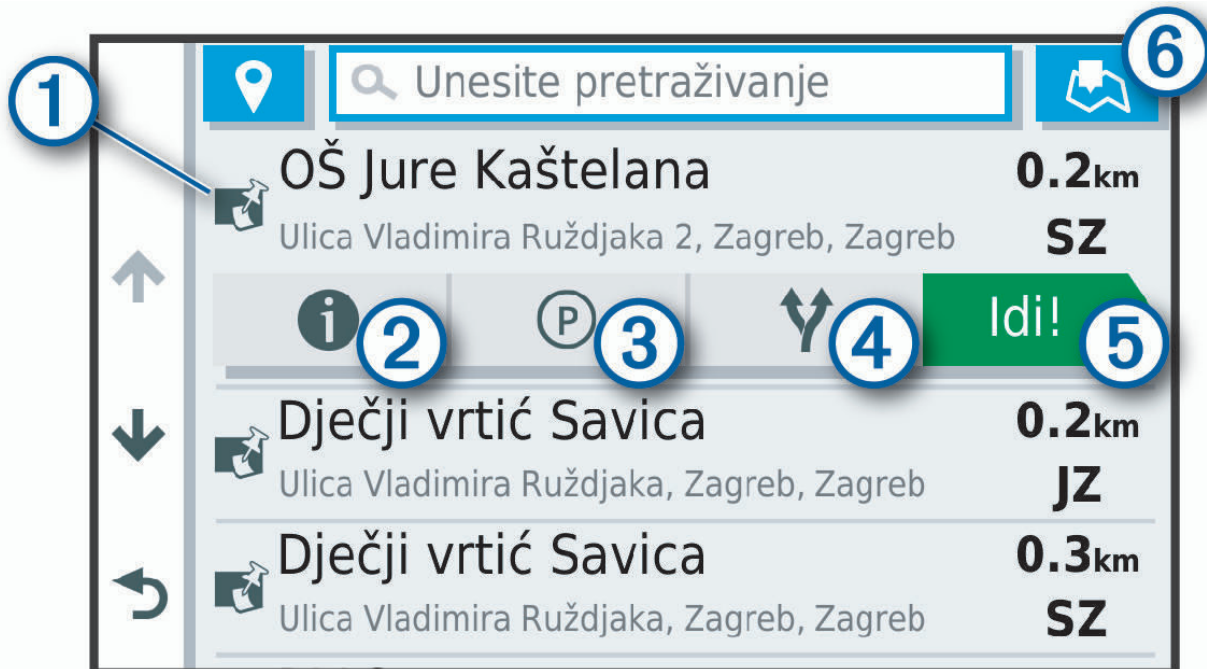 1
6
Unesite pretraživanje
OŠ Jure Kaštelana
0.2km
Ulica Vladimira Ruždjaka 2, Zagreb, Zagreb
SZ
i 2
P 3
4
Idi! 5
Dječji vrtić Savica
0.2km
Ulica Vladimira Ruždjaka, Zagreb, Zagreb
JZ
Dječji vrtić Savica
0.3km
Ulica Vladimira Ruždjaka, Zagreb, Zagreb
SZ